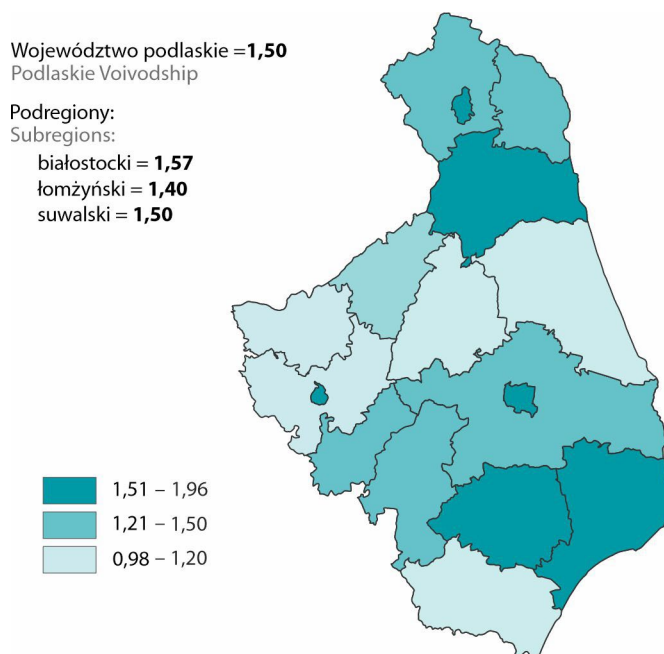 Województwo podlaskie =1,50
Podlaskie Voivodship
Podregiony:
Subregions:
białostocki = 1,57
łomżyński = 1,40
suwalski = 1,50
1,51 – 1,96
1,21 – 1,50
0,98 – 1,20